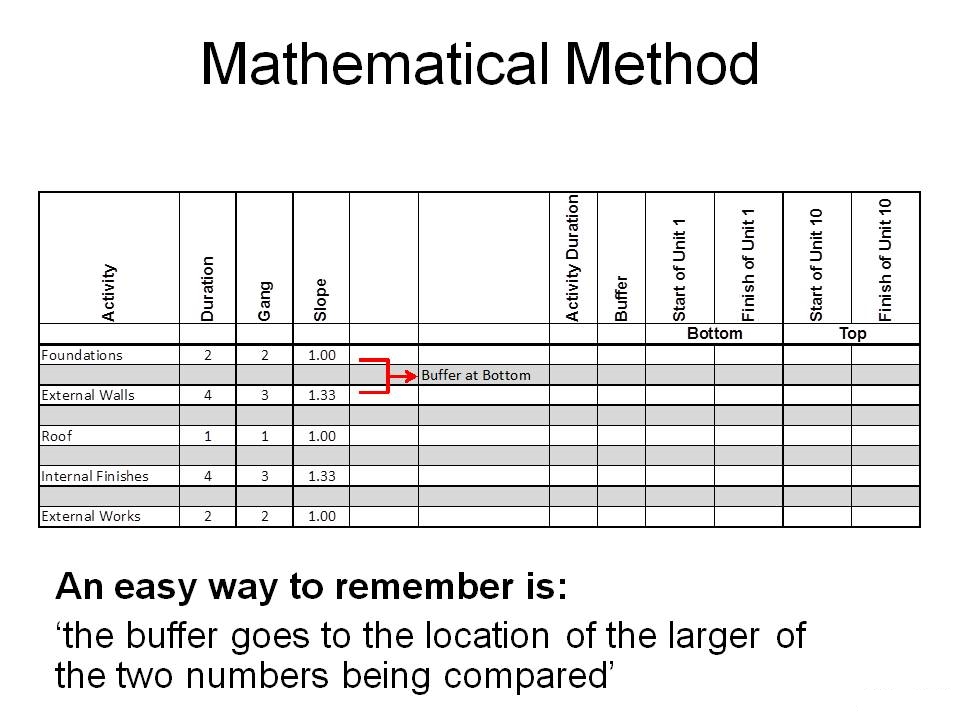 Mathematical Method
Activity Duration Gang Slope Activity Duration Buffer Start of Unit 1 Finish of Unit 1 Start of Unit 10 Finish of Unit 10
Bottom Top
Foundations 2 2 1.00
Buffer at Bottom
External Walls 4 3 1.33
Roof 1 1 1.00
Internal Finishes 4 3 1.33
External Works 2 2 1.00
An easy way to remember is:
‘the buffer goes to the location of the larger of
the two numbers being compared’